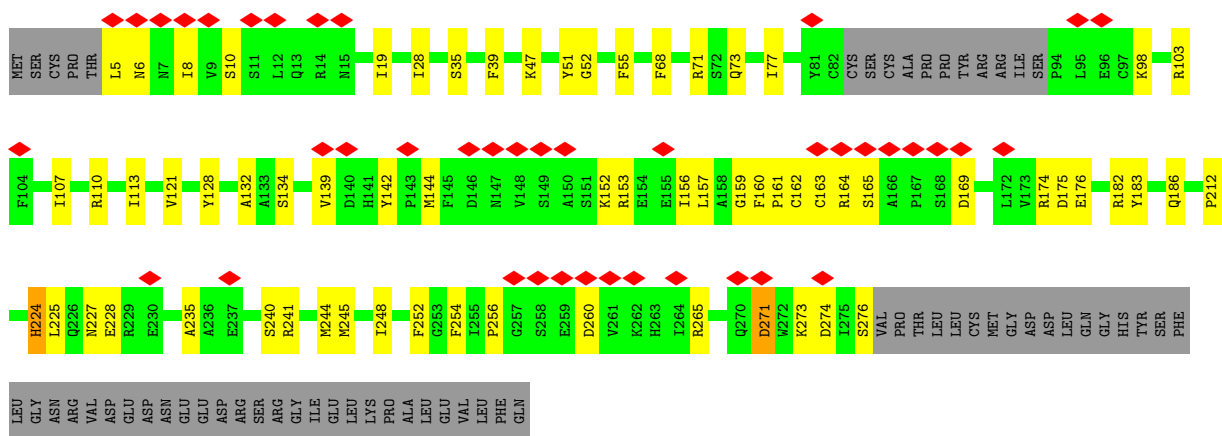 MET SER CYS PRO THR L5 N6 N7 I8 V9 S10 S11 L12 Q13 R14 N15 I19 I28 S35 F39 K47 Y51 G52 F55 F68 R71 S72 Q73 I77 Y81 C82 CYS SER CYS ALA PRO PRO TYR ARG ARG ILE SER P94 L95 E96 C97 K98 R103
F104 I107 R110 I113 V121 Y128 A132 A133 S134 V139 D140 H141 Y142 P143 M144 F145 D146 N147 V148 S149 A150 S151 K152 R153 E154 E155 I156 L157 A158 G159 F160 P161 C162 C163 R164 S165 A166 P167 S168 D169 L172 V173 R174 D175 E176 R182 Y183 Q186 P212
H224 L225 Q226 N227 E228 R229 E230 A235 A236 E237 S240 R241 M244 M245 I248 F252 G253 F254 I255 P256 G257 S258 E259 D260 V261 K262 H263 I264 R265 Q270 D271 W272 K273 D274 I275 S276 VAL PRO THR LEU LEU CYS MET GLY ASP ASP LEU GLN GLY HIS TYR SER PHE
LEU GLY ASN ARG VAL ASP GLU ASP ASN GLU GLU ASP ARG SER ARG GLY ILE GLU LEU LYS PRO ALA LEU GLU VAL LEU PHE GLN